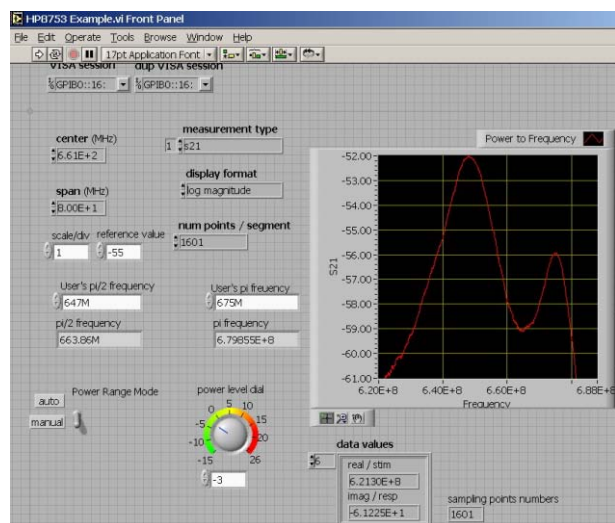 HP8753 Example.vi Front Panel
File Edit Operate Tools Browse Window Help
17pt Application Font
VISA session dup VISA session
GPIB0::16: GPIB0::16:
center (MHz)
6.61E+2
measurement type
1 s21
span (MHz)
8.00E+1
display format
log magnitude
scale/div reference value
1 -55
num points / segment
1601
User's pi/2 frequency
647M
User's pi freuency
675M
pi/2 frequency
663.86M
pi frequency
6.79855E+8
auto
manual
Power Range Mode
power level dial
-15 -10 -5 0 5 10 15 20 26
-3
Power to Frequency
S21
-52.00
-53.00
-54.00
-55.00
-56.00
-57.00
-58.00
-59.00
-60.00
-61.00
6.20E+8 6.40E+8 6.60E+8 6.88E+8
Frequency
data values
6
real / stim
6.2130E+8
imag / resp
-6.1225E+1
sampling points numbers
1601